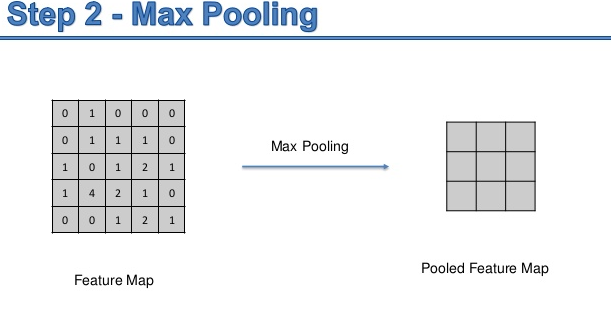 Step 2 - Max Pooling
0 1 0 0 0
0 1 1 1 0
1 0 1 2 1
1 4 2 1 0
0 0 1 2 1
Max Pooling
Feature Map
Pooled Feature Map